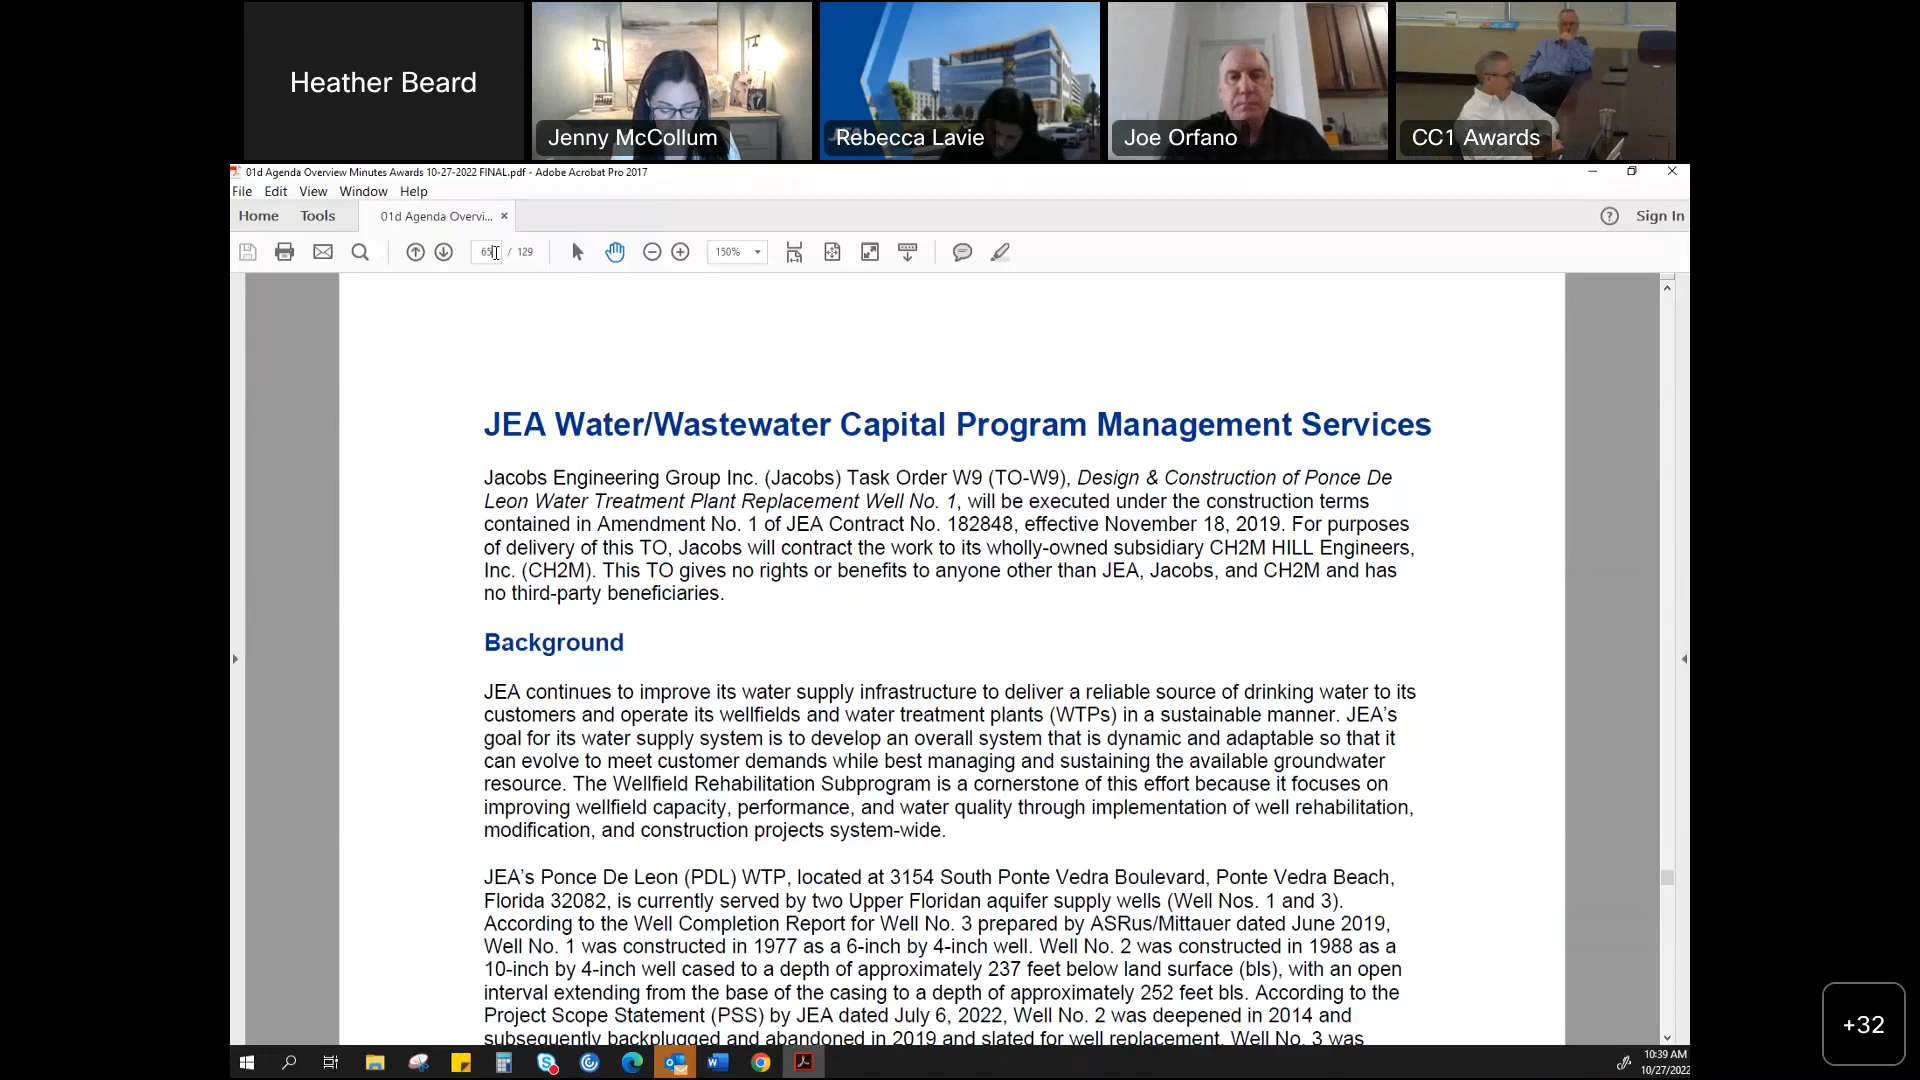 Heather Beard
Jenny McCollum
JEA
Rebecca Lavie
Joe Orfano
CC1 Awards
01d Agenda Overview Minutes Awards 10-27-2022 FINAL.pdf - Adobe Acrobat Pro 2017
File Edit View Window Help
Home Tools 01d Agenda Overvi... × Sign In
65 / 129 150%
JEA Water/Wastewater Capital Program Management Services
Jacobs Engineering Group Inc. (Jacobs) Task Order W9 (TO-W9), Design & Construction of Ponce De
Leon Water Treatment Plant Replacement Well No. 1, will be executed under the construction terms
contained in Amendment No. 1 of JEA Contract No. 182848, effective November 18, 2019. For purposes
of delivery of this TO, Jacobs will contract the work to its wholly-owned subsidiary CH2M HILL Engineers,
Inc. (CH2M). This TO gives no rights or benefits to anyone other than JEA, Jacobs, and CH2M and has
no third-party beneficiaries.
Background
JEA continues to improve its water supply infrastructure to deliver a reliable source of drinking water to its
customers and operate its wellfields and water treatment plants (WTPs) in a sustainable manner. JEA’s
goal for its water supply system is to develop an overall system that is dynamic and adaptable so that it
can evolve to meet customer demands while best managing and sustaining the available groundwater
resource. The Wellfield Rehabilitation Subprogram is a cornerstone of this effort because it focuses on
improving wellfield capacity, performance, and water quality through implementation of well rehabilitation,
modification, and construction projects system-wide.
JEA’s Ponce De Leon (PDL) WTP, located at 3154 South Ponte Vedra Boulevard, Ponte Vedra Beach,
Florida 32082, is currently served by two Upper Floridan aquifer supply wells (Well Nos. 1 and 3).
According to the Well Completion Report for Well No. 3 prepared by ASRus/Mittauer dated June 2019,
Well No. 1 was constructed in 1977 as a 6-inch by 4-inch well. Well No. 2 was constructed in 1988 as a
10-inch by 4-inch well cased to a depth of approximately 237 feet below land surface (bls), with an open
interval extending from the base of the casing to a depth of approximately 252 feet bls. According to the
Project Scope Statement (PSS) by JEA dated July 6, 2022, Well No. 2 was deepened in 2014 and
subsequently backplugged and abandoned in 2019 and slated for well replacement. Well No. 3 was
+32
10:39 AM
10/27/2022